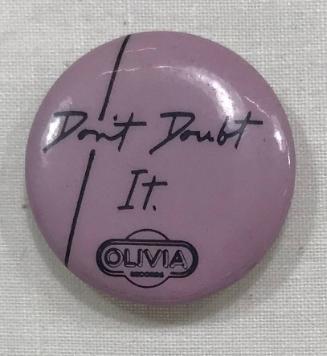 Don't Doubt
It.
OLIVIA
RECORDS